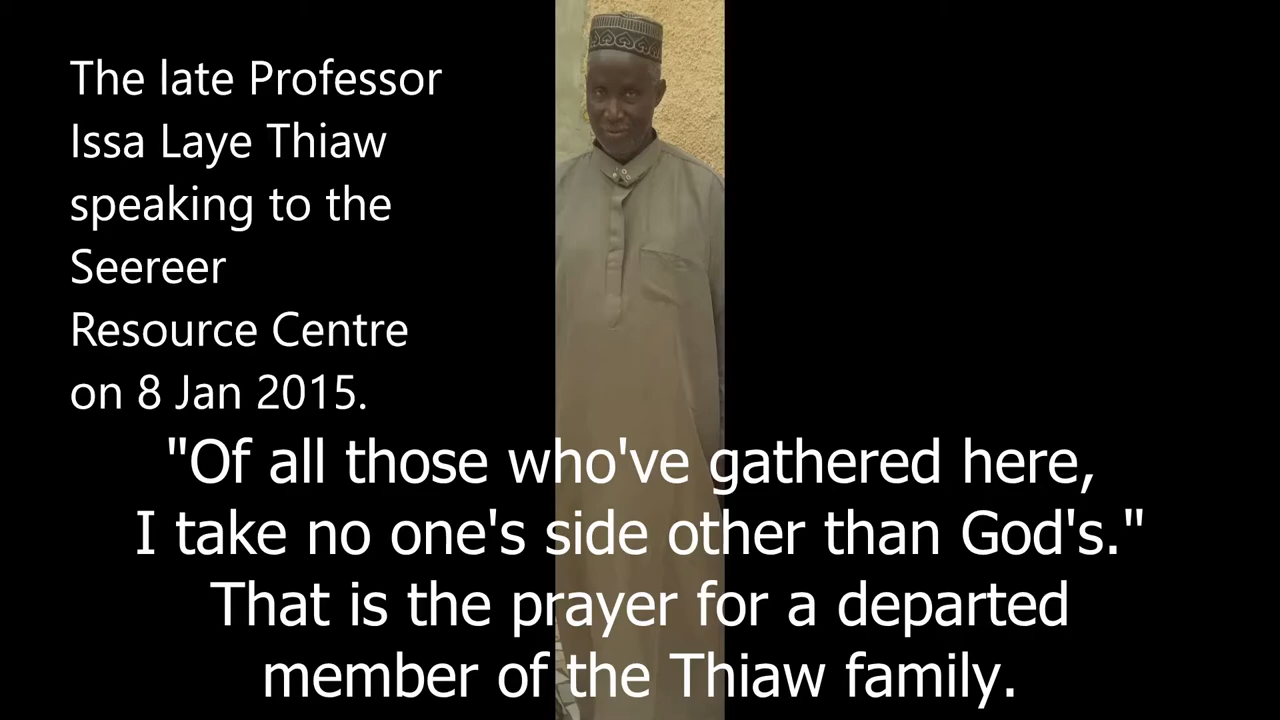 The late Professor
Issa Laye Thiaw
speaking to the
Seereer
Resource Centre
on 8 Jan 2015.
"Of all those who've gathered here,
I take no one's side other than God's."
That is the prayer for a departed
member of the Thiaw family.